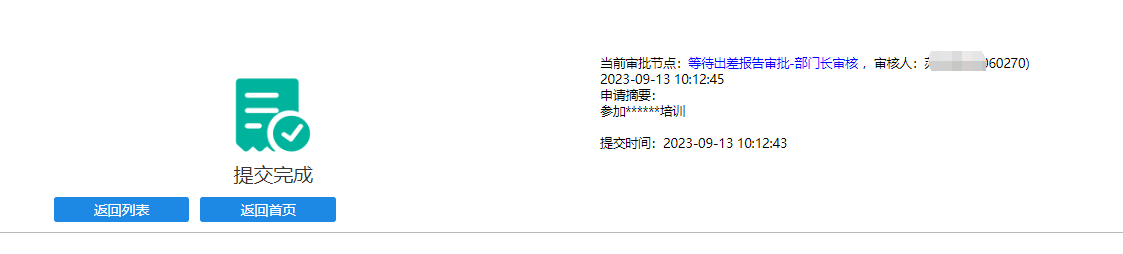 当前审批节点：等待出差报告审批-部门长审核 ，审核人： 060270)
2023-09-13 10:12:45
申请摘要：
参加******培训
提交时间：2023-09-13 10:12:43
提交完成
返回列表 返回首页